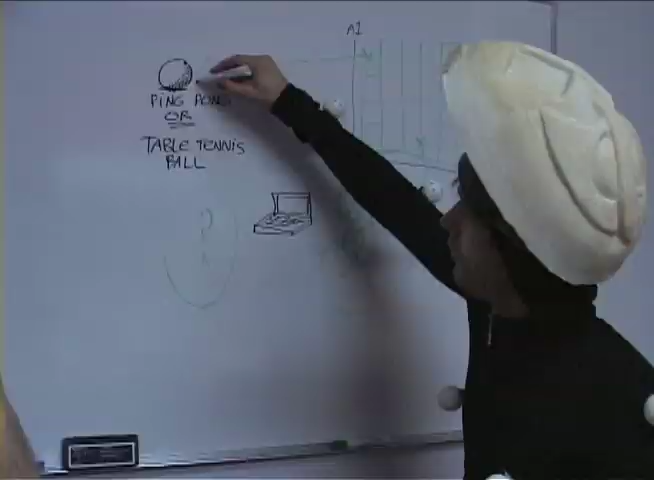 A1
PING PONG
OR
TABLE TENNIS
BALL